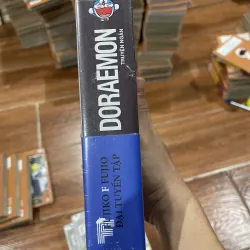 DORAEMON
TRUYỆN NGẮN
FUJIKO F FUJIO
ĐẠI TUYỂN TẬP